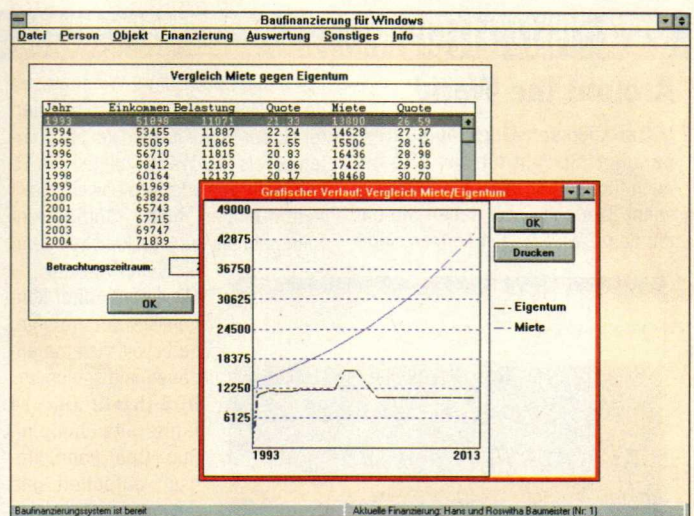 Baufinanzierung für Windows
Datei Person Objekt Finanzierung Auswertung Sonstiges Info
Vergleich Miete gegen Eigentum
Jahr Einkommen Belastung Quote Miete Quote
1993 51898 11071 21.33 13800 26.59
1994 53455 11887 22.24 14628 27.37
1995 55059 11865 21.55 15506 28.16
1996 56710 11815 20.83 16436 28.98
1997 58412 12183 20.86 17422 29.83
1998 60164 12137 20.17 18468 30.70
1999 61969
2000 63828
2001 65743
2002 67715
2003 69747
2004 71839
Betrachtungszeitraum:
OK
Grafischer Verlauf: Vergleich Miete/Eigentum
49000
42875
36750
30625
24500
18375
12250
6125
1993 2013
OK
Drucken
Eigentum
Miete
Baufinanzierungssystem ist bereit
Aktuelle Finanzierung: Hans und Roswitha Baumeister (Nr: 1)